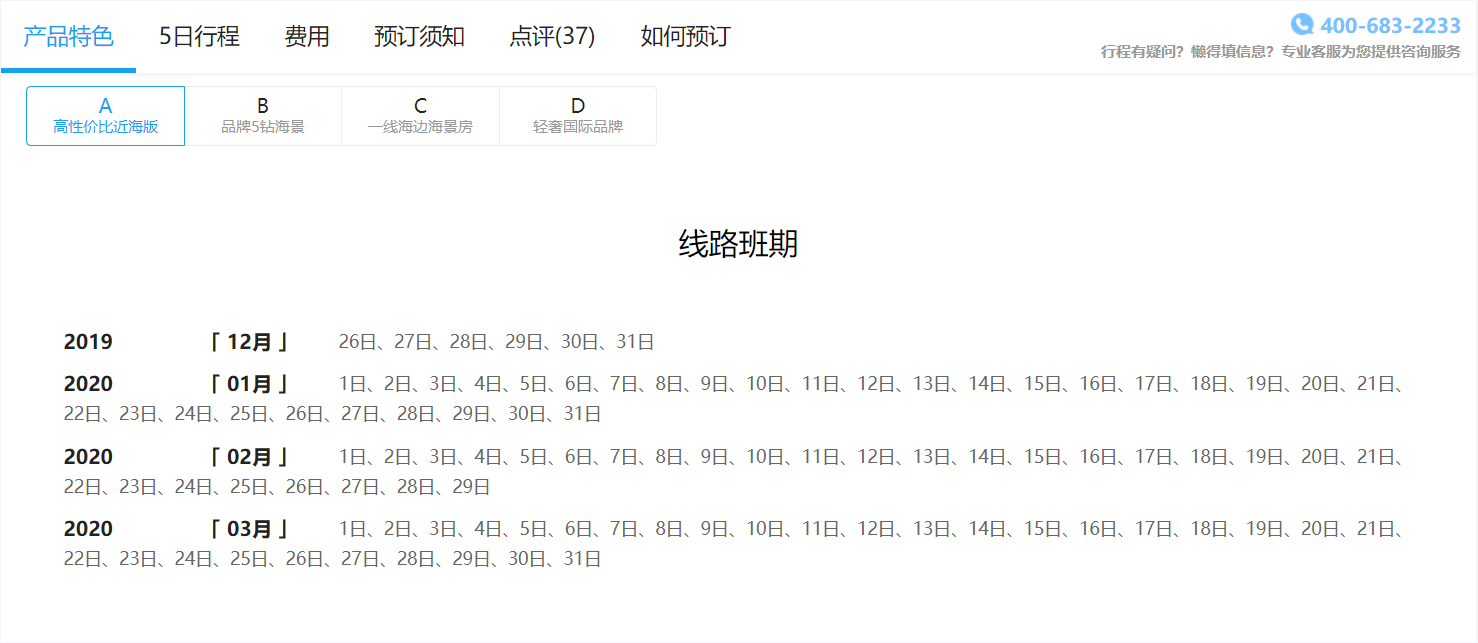 产品特色 5日行程 费用 预订须知 点评(37) 如何预订
400-683-2233
行程有疑问？懒得填信息？专业客服为您提供咨询服务
A B C D
高性价比近海版 品牌5钻海景 一线海边海景房 轻奢国际品牌
线路班期
2019 「 12月 」 26日、27日、28日、29日、30日、31日
2020 「 01月 」 1日、2日、3日、4日、5日、6日、7日、8日、9日、10日、11日、12日、13日、14日、15日、16日、17日、18日、19日、20日、21日、
22日、23日、24日、25日、26日、27日、28日、29日、30日、31日
2020 「 02月 」 1日、2日、3日、4日、5日、6日、7日、8日、9日、10日、11日、12日、13日、14日、15日、16日、17日、18日、19日、20日、21日、
22日、23日、24日、25日、26日、27日、28日、29日
2020 「 03月 」 1日、2日、3日、4日、5日、6日、7日、8日、9日、10日、11日、12日、13日、14日、15日、16日、17日、18日、19日、20日、21日、
22日、23日、24日、25日、26日、27日、28日、29日、30日、31日